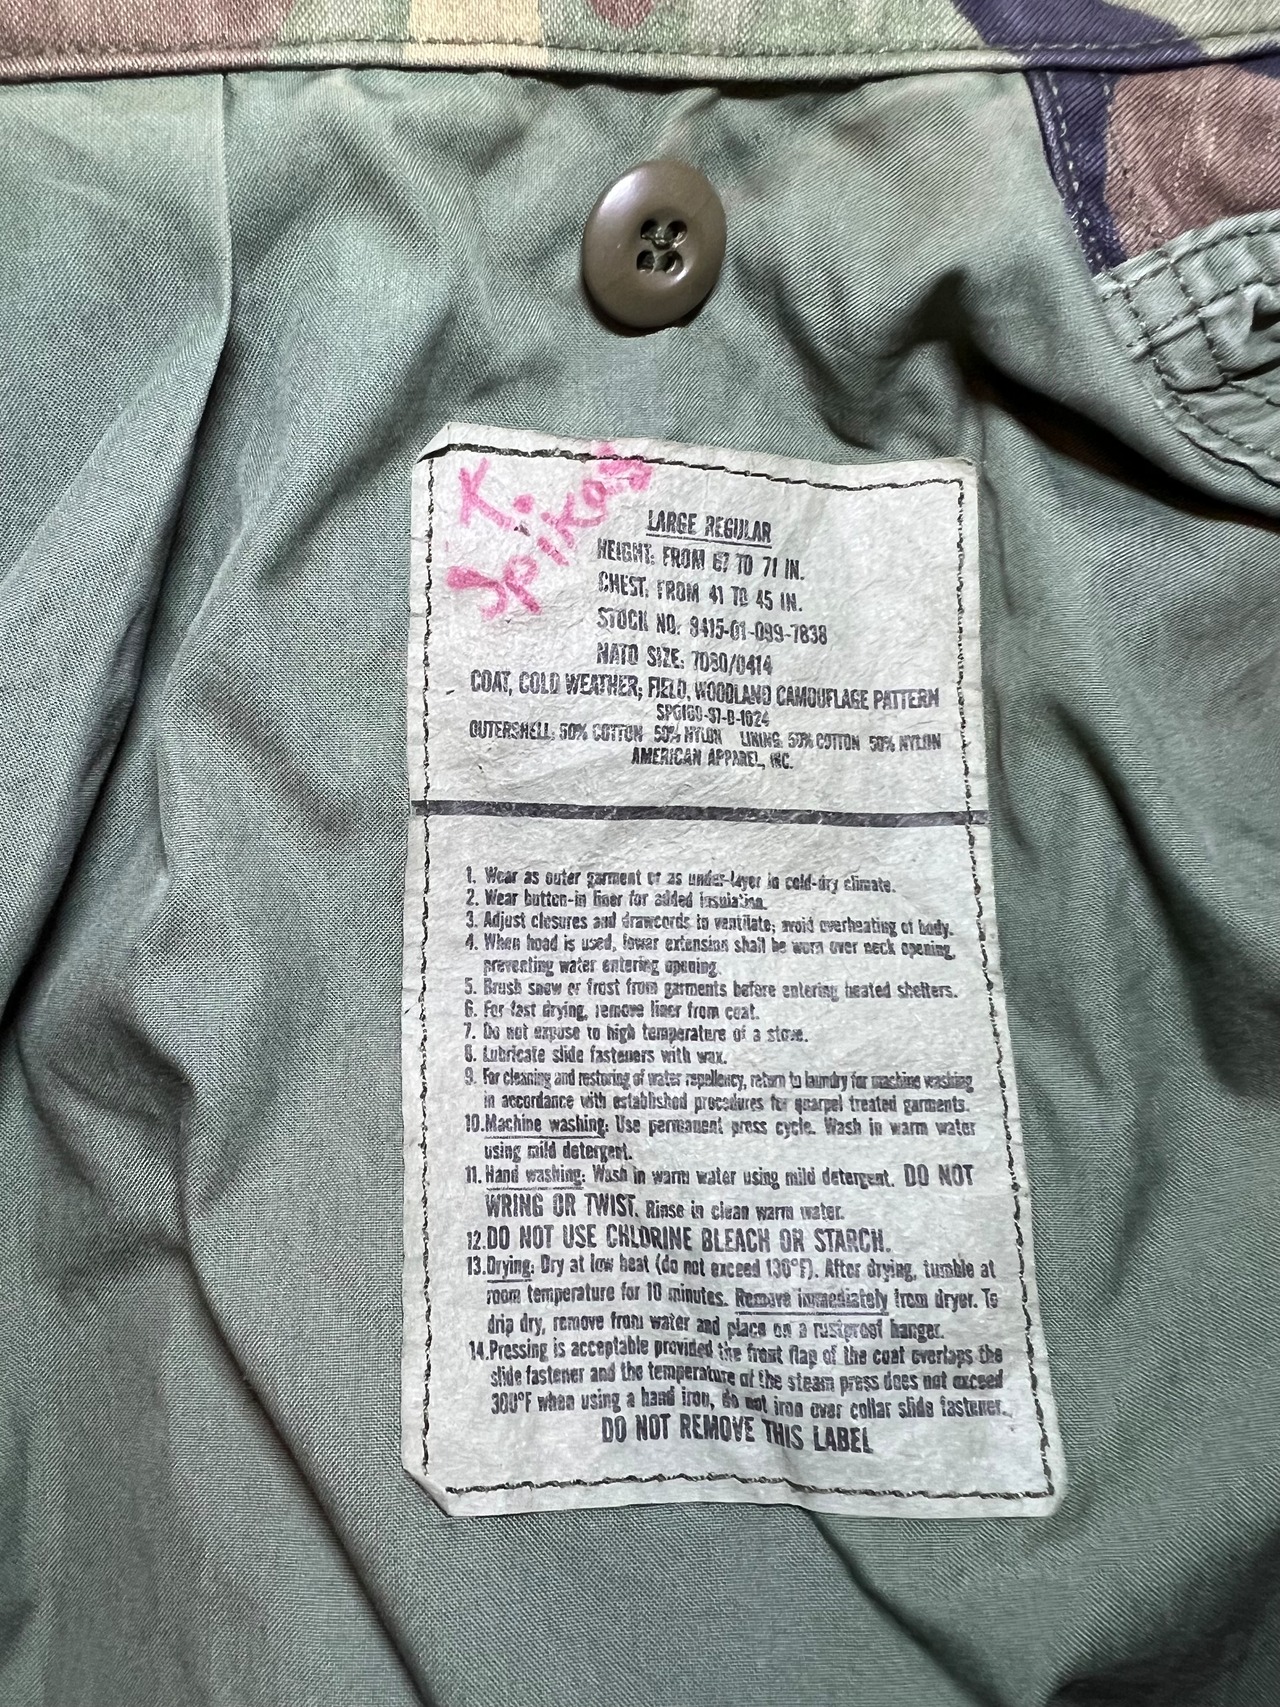 K.
Spikas
LARGE REGULAR
HEIGHT: FROM 67 TO 71 IN.
CHEST: FROM 41 TO 45 IN.
STOCK NO. 8415-01-099-7838
NATO SIZE: 7080/0414
COAT, COLD WEATHER; FIELD, WOODLAND CAMOUFLAGE PATTERN
OUTERSHELL: 50% COTTON 50% NYLON LINING: 50% COTTON 50% NYLON
AMERICAN APPAREL, INC.
1. Wear as outer garment or as under-layer in cold-dry climate.
2. Wear button-in liner for added insulation.
3. Adjust closures and drawcords to ventilate; avoid overheating of body.
4. When hood is used, lower extension shall be worn over neck opening,
preventing water entering opening.
5. Brush snow or frost from garments before entering heated shelters.
6. For fast drying, remove liner from coat.
7. Do not expose to high temperature of a stove.
8. Lubricate slide fasteners with wax.
9. For cleaning and restoring of water repellency, return to laundry for machine washing
in accordance with established procedures for quarpel treated garments.
10. Machine washing: Use permanent press cycle. Wash in warm water
using mild detergent.
11. Hand washing: Wash in warm water using mild detergent. DO NOT
WRING OR TWIST. Rinse in clean warm water.
12. DO NOT USE CHLORINE BLEACH OR STARCH.
13. Drying: Dry at low heat (do not exceed 130°F). After drying, tumble at
room temperature for 10 minutes. Remove immediately from dryer. To
drip dry, remove from water and place on a rustproof hanger.
14. Pressing is acceptable provided the front flap of the coat overlaps the
slide fastener and the temperature of the steam press does not exceed
300°F when using a hand iron, do not iron over collar slide fastener.
DO NOT REMOVE THIS LABEL